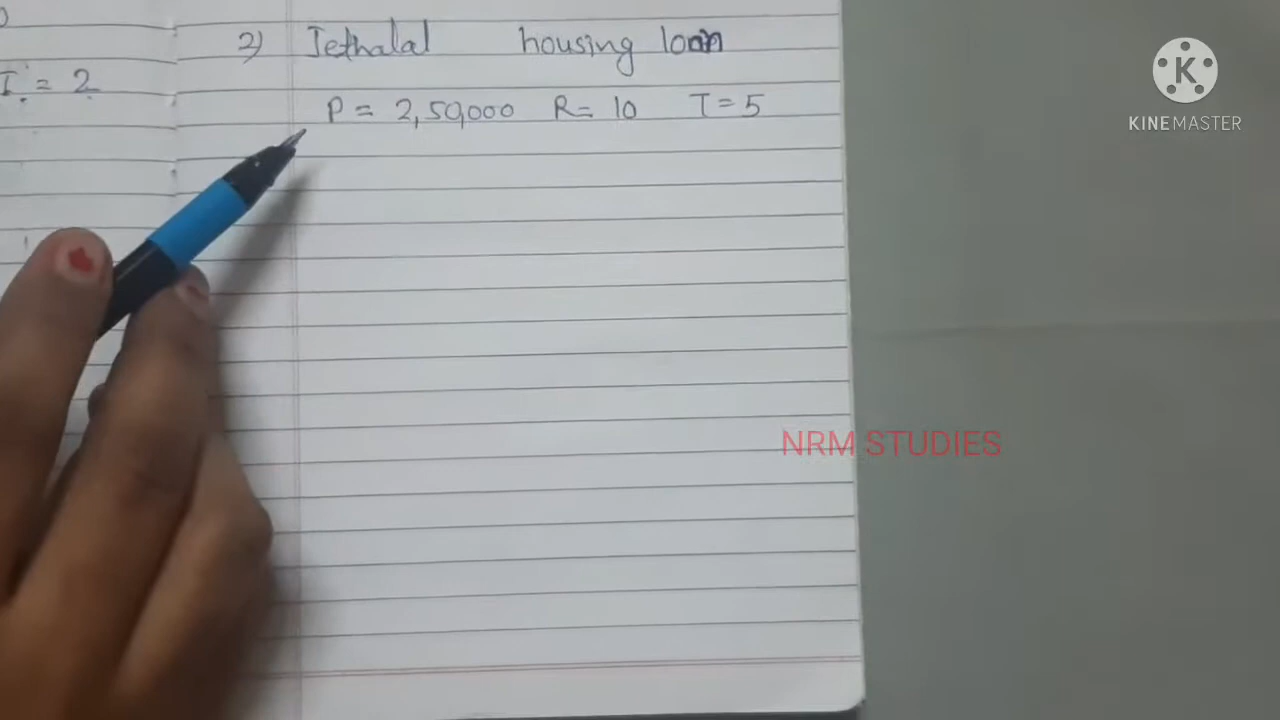 2) Jethalal housing loan
I = 2
P = 2,50,000 R= 10 T= 5
K
KINEMASTER
NRM STUDIES